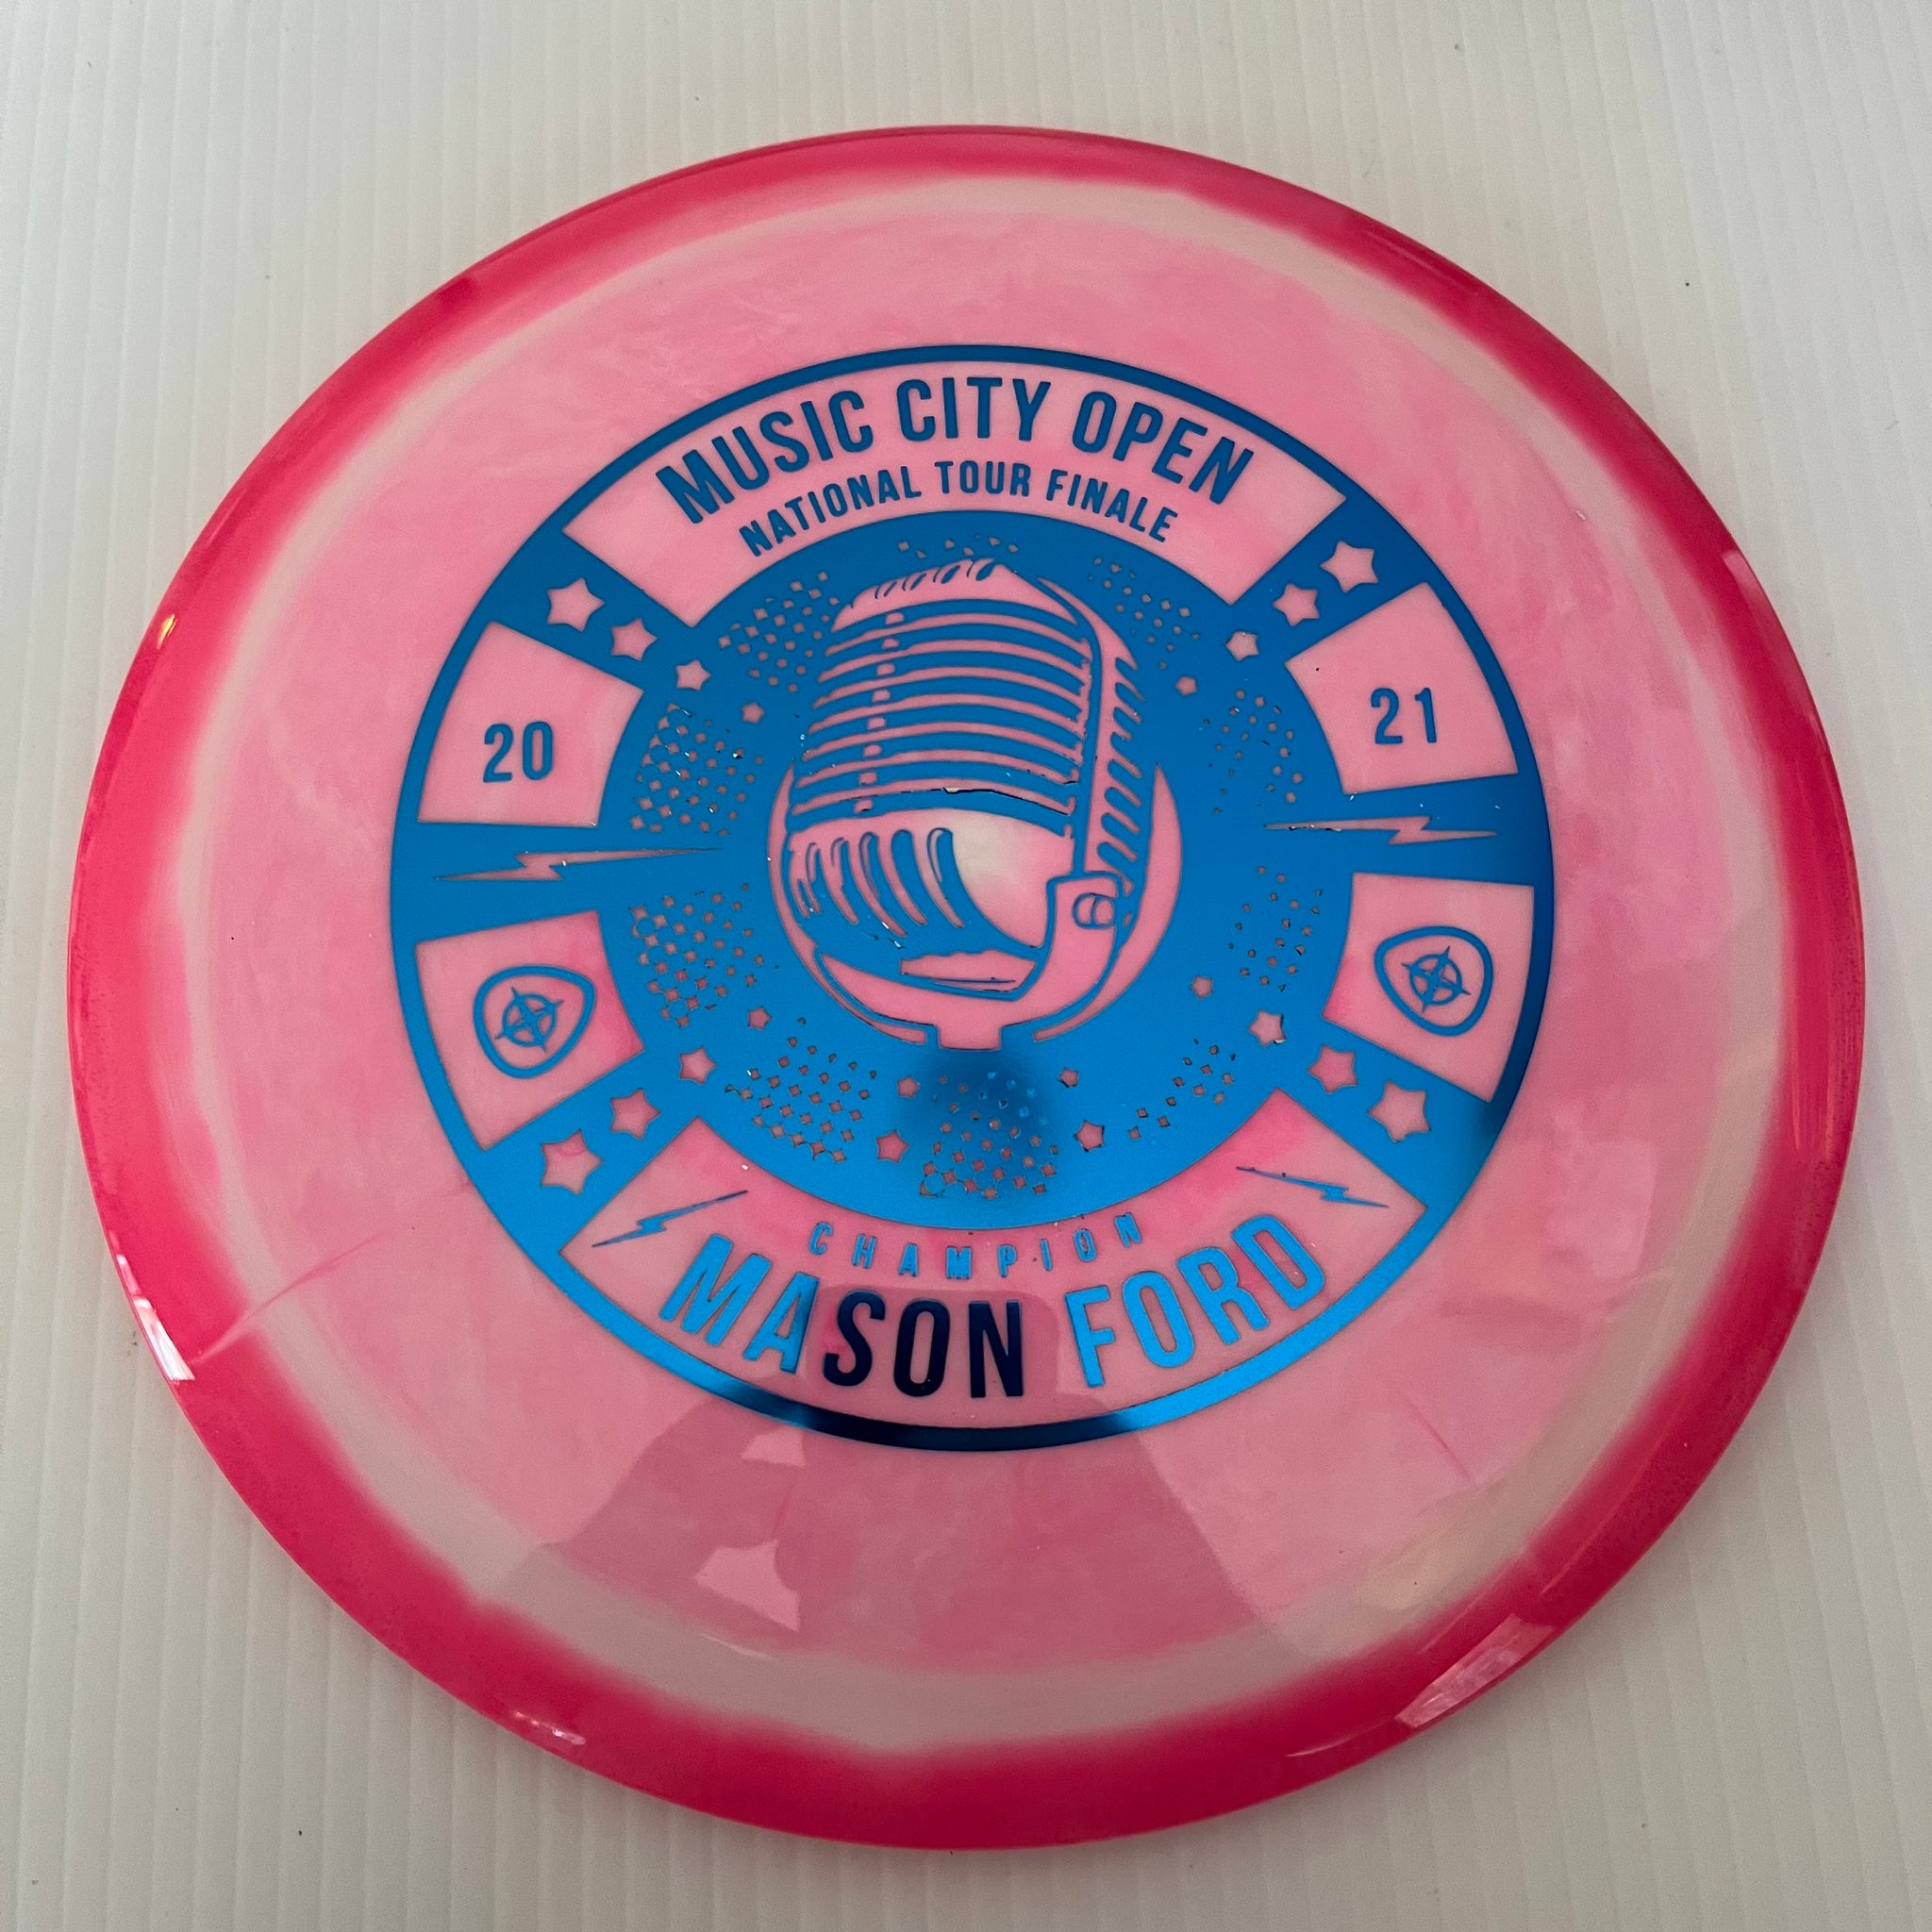 MUSIC CITY OPEN
NATIONAL TOUR FINALE
20 21
CHAMPION
MASON FORD